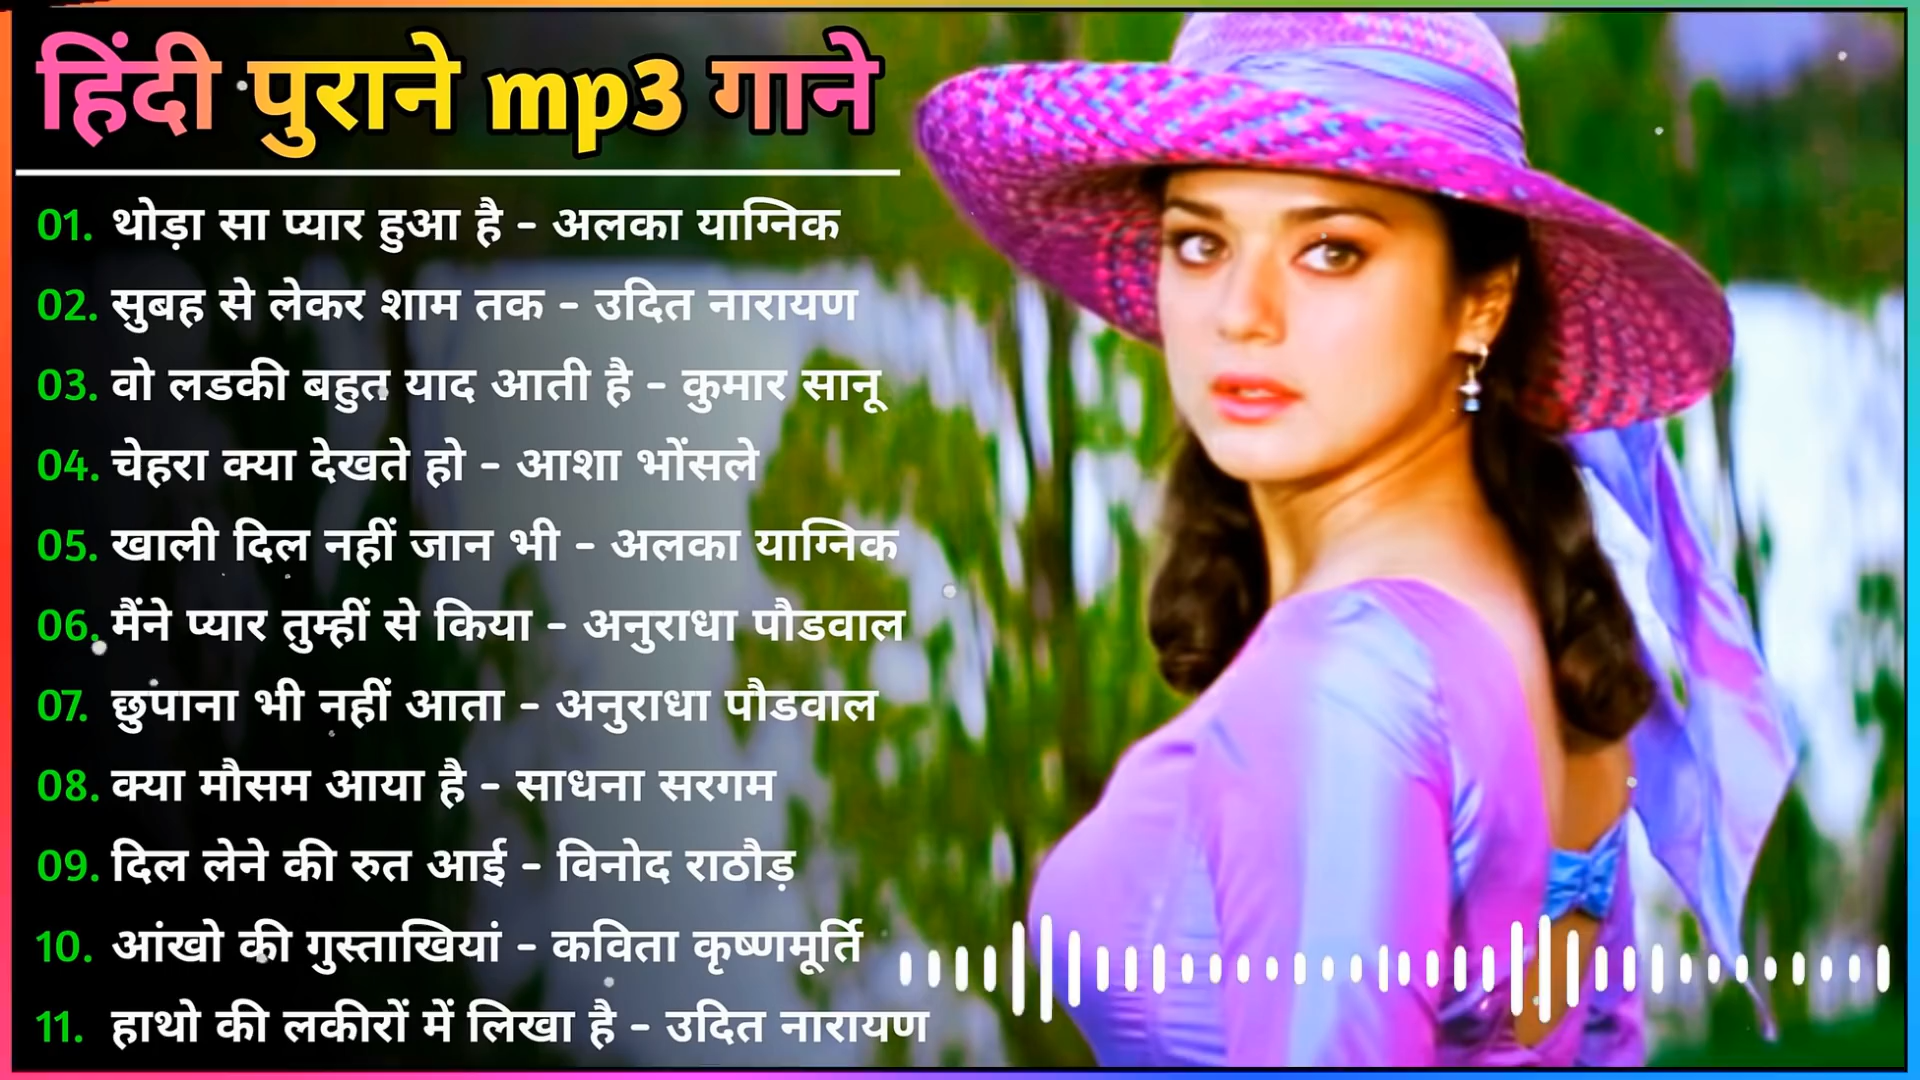 हिंदी पुराने mp3 गाने
01. थोड़ा सा प्यार हुआ है - अलका याग्निक
02. सुबह से लेकर शाम तक - उदित नारायण
03. वो लडकी बहुत याद आती है - कुमार सानू
04. चेहरा क्या देखते हो - आशा भोंसले
05. खाली दिल नहीं जान भी - अलका याग्निक
06. मैंने प्यार तुम्हीं से किया - अनुराधा पौडवाल
07. छुपाना भी नहीं आता - अनुराधा पौडवाल
08. क्या मौसम आया है - साधना सरगम
09. दिल लेने की रुत आई - विनोद राठौड़
10. आंखो की गुस्ताखियां - कविता कृष्णमूर्ति
11. हाथो की लकीरों में लिखा है - उदित नारायण